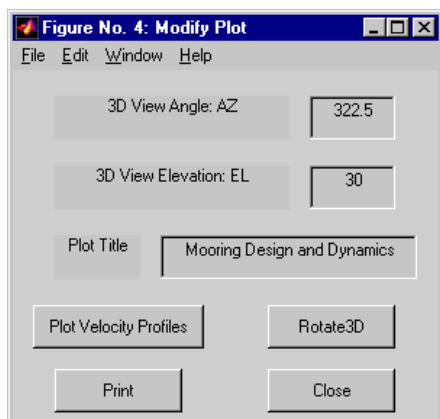 Figure No. 4: Modify Plot
File Edit Window Help
3D View Angle: AZ 322.5
3D View Elevation: EL 30
Plot Title Mooring Design and Dynamics
Plot Velocity Profiles Rotate3D
Print Close